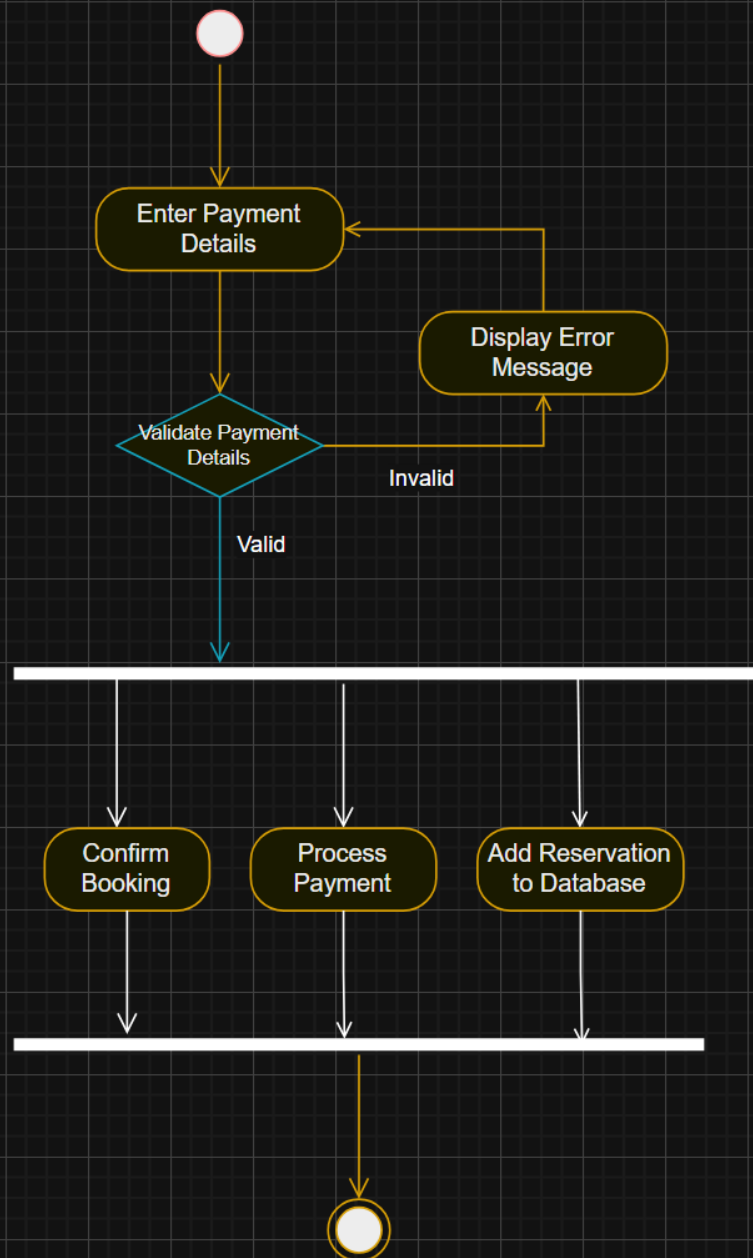 Enter Payment
Details
Display Error
Message
Validate Payment
Details
Invalid
Valid
Confirm
Booking
Process
Payment
Add Reservation
to Database